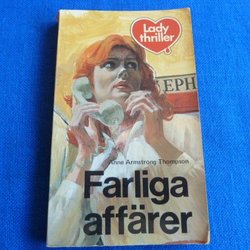 Lady
thriller
EPH
Anne Armstrong Thompson
Farliga
affärer